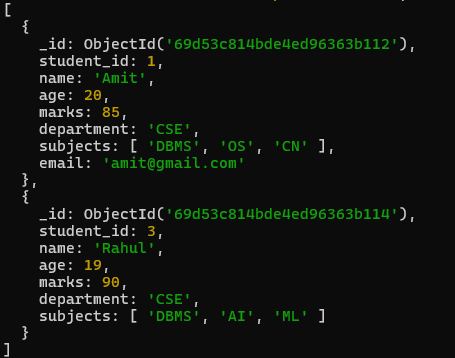 [
  {
    _id: ObjectId('69d53c814bde4ed96363b112'),
    student_id: 1,
    name: 'Amit',
    age: 20,
    marks: 85,
    department: 'CSE',
    subjects: [ 'DBMS', 'OS', 'CN' ],
    email: 'amit@gmail.com'
  },
  {
    _id: ObjectId('69d53c814bde4ed96363b114'),
    student_id: 3,
    name: 'Rahul',
    age: 19,
    marks: 90,
    department: 'CSE',
    subjects: [ 'DBMS', 'AI', 'ML' ]
  }
]